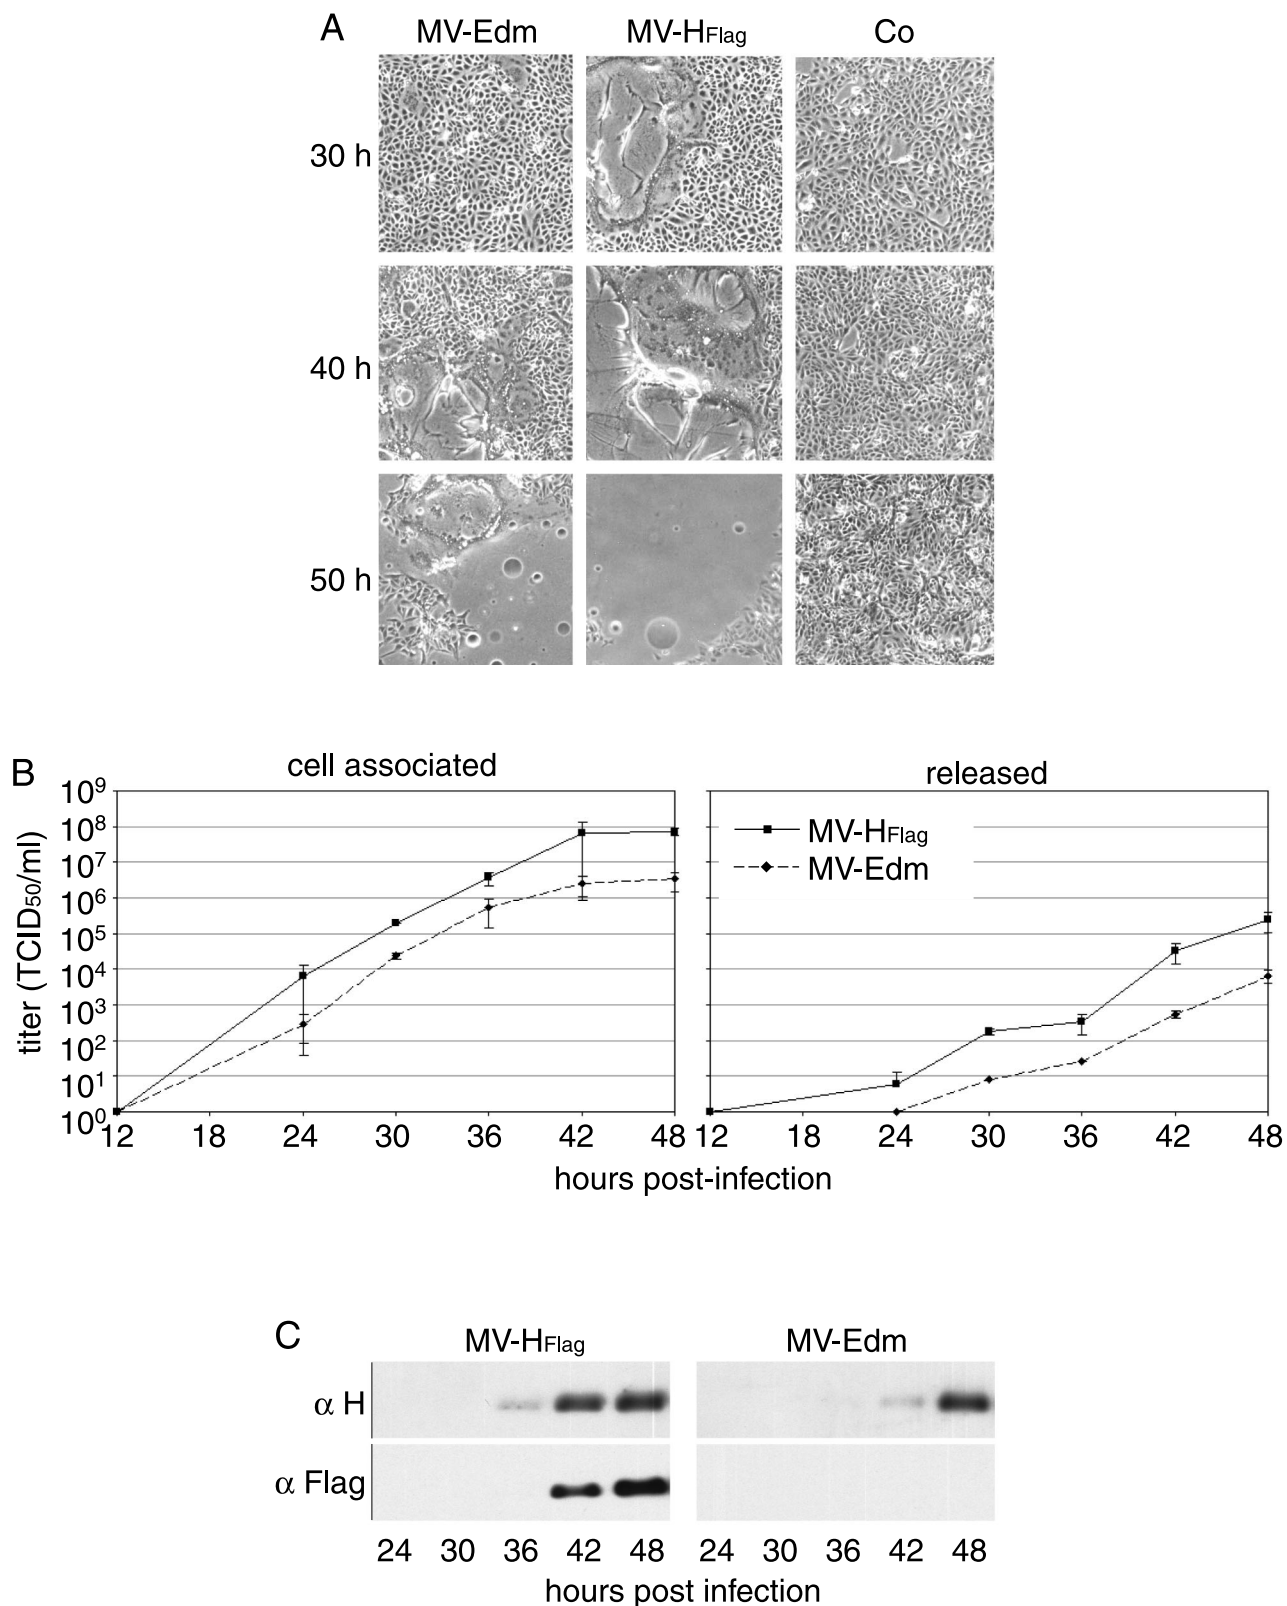 A
MV-Edm MV-HFlag Co
30 h
40 h
50 h
B
cell associated
released
titer (TCID50/ml)
10⁹
10⁸
10⁷
10⁶
10⁵
10⁴
10³
10²
10¹
10⁰
MV-HFlag
MV-Edm
12 18 24 30 36 42 48
12 18 24 30 36 42 48
hours post-infection
C
MV-HFlag MV-Edm
α H
α Flag
24 30 36 42 48 24 30 36 42 48
hours post infection